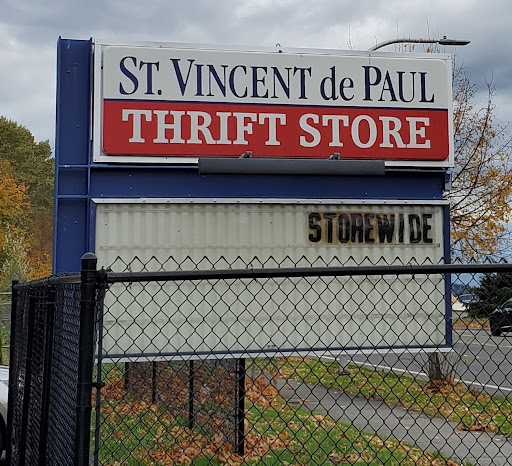 ST. VINCENT de PAUL
THRIFT STORE
STOREWIDE